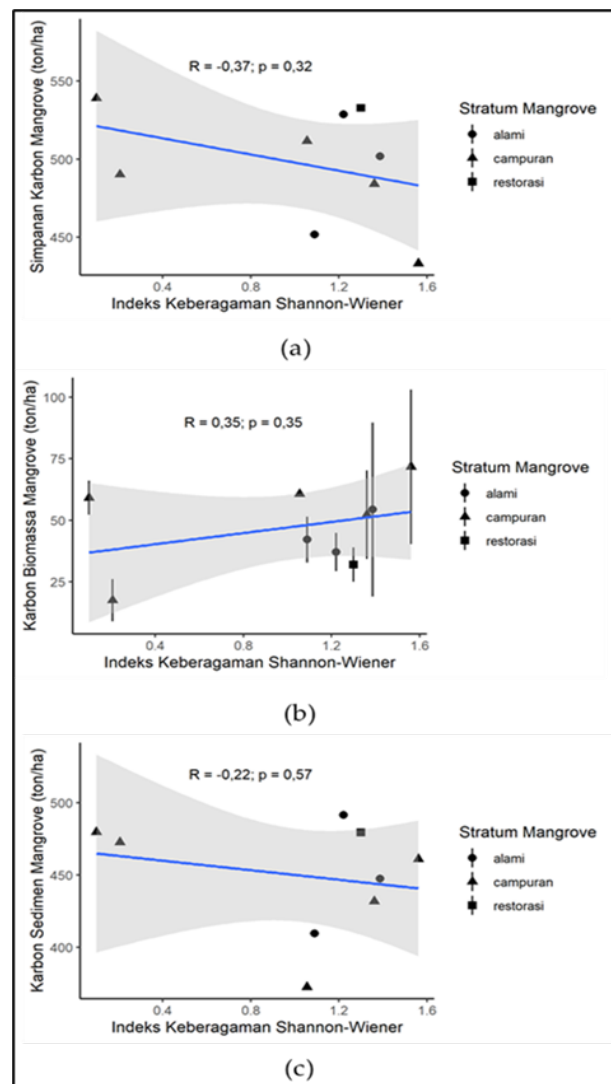 R = -0,37; p = 0,32
Simpanan Karbon Mangrove (ton/ha)
550
500
450
0.4 0.8 1.2 1.6
Indeks Keberagaman Shannon-Wiener
Stratum Mangrove
alami
campuran
restorasi
(a)
R = 0,35; p = 0,35
Karbon Biomassa Mangrove (ton/ha)
100
75
50
25
0.4 0.8 1.2 1.6
Indeks Keberagaman Shannon-Wiener
Stratum Mangrove
alami
campuran
restorasi
(b)
R = -0,22; p = 0,57
Karbon Sedimen Mangrove (ton/ha)
500
450
400
0.4 0.8 1.2 1.6
Indeks Keberagaman Shannon-Wiener
Stratum Mangrove
alami
campuran
restorasi
(c)